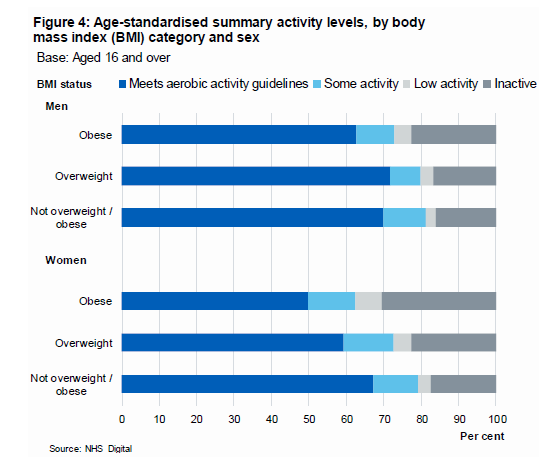 Figure 4: Age-standardised summary activity levels, by body
mass index (BMI) category and sex
Base: Aged 16 and over
BMI status
Meets aerobic activity guidelines
Some activity
Low activity
Inactive
Men
Obese
Overweight
Not overweight /
obese
Women
Obese
Overweight
Not overweight /
obese
0 10 20 30 40 50 60 70 80 90 100
Per cent
Source: NHS Digital